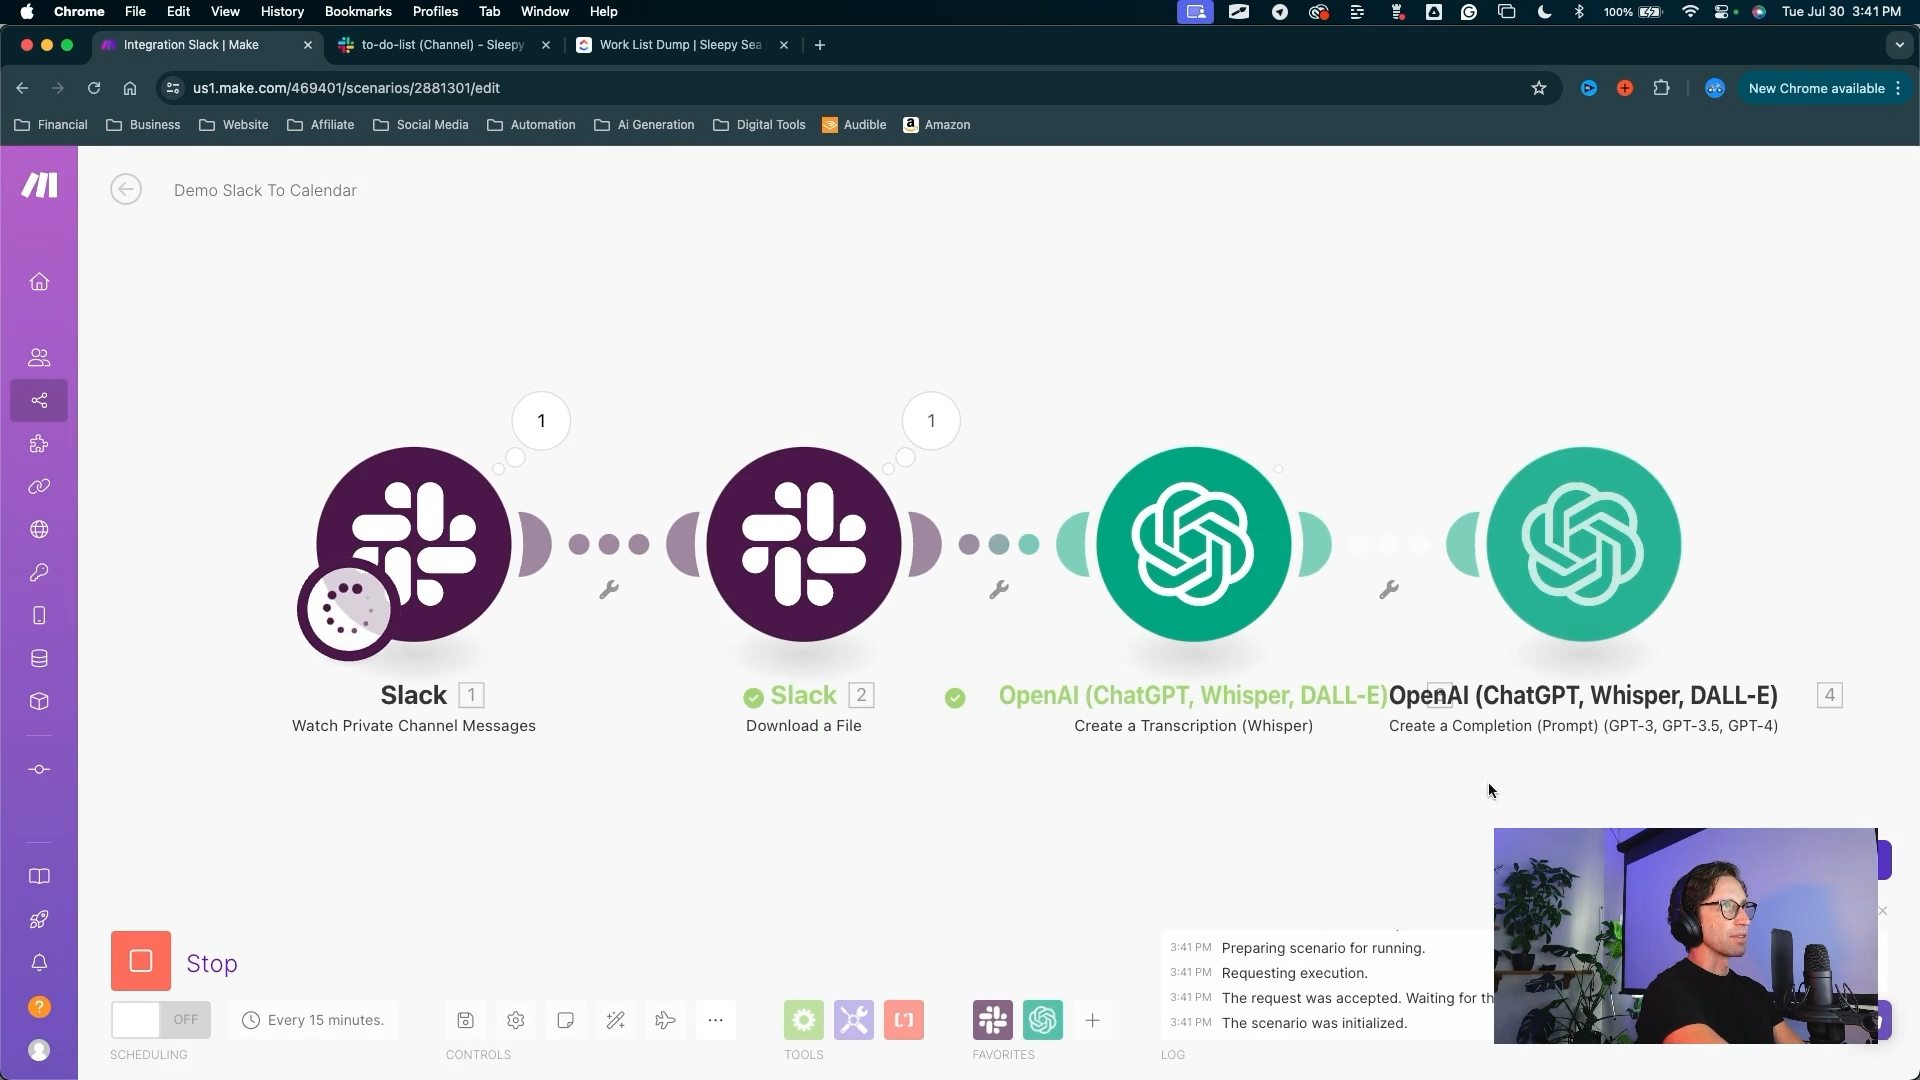 Chrome File Edit View History Bookmarks Profiles Tab Window Help 100% Tue Jul 30 3:41 PM
Integration Slack | Make to-do-list (Channel) - Sleepy Work List Dump | Sleepy Sea
us1.make.com/469401/scenarios/2881301/edit New Chrome available
Financial Business Website Affiliate Social Media Automation Ai Generation Digital Tools Audible Amazon
Demo Slack To Calendar
1 1
Slack 1 Slack 2 OpenAI (ChatGPT, Whisper, DALL-E) OpenAI (ChatGPT, Whisper, DALL-E) 4
Watch Private Channel Messages Download a File Create a Transcription (Whisper) Create a Completion (Prompt) (GPT-3, GPT-3.5, GPT-4)
3:41 PM Preparing scenario for running.
Stop
3:41 PM Requesting execution.
3:41 PM The request was accepted. Waiting for th
OFF Every 15 minutes.
3:41 PM The scenario was initialized.
SCHEDULING CONTROLS TOOLS FAVORITES LOG